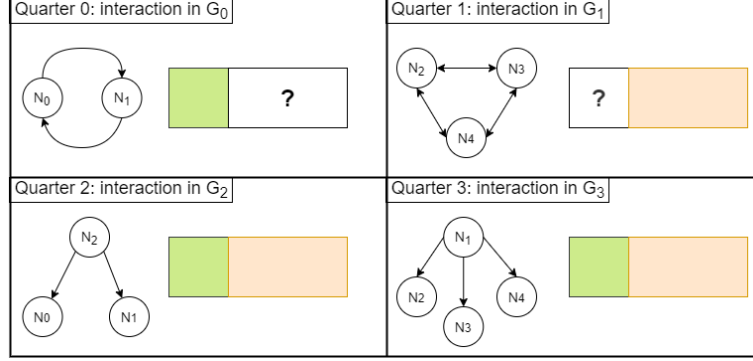 Quarter 0: interaction in G₀
N₀
N₁
?
Quarter 1: interaction in G₁
N₂
N3
N4
?
Quarter 2: interaction in G₂
N₂
N0
N1
Quarter 3: interaction in G₃
N₁
N2
N3
N4